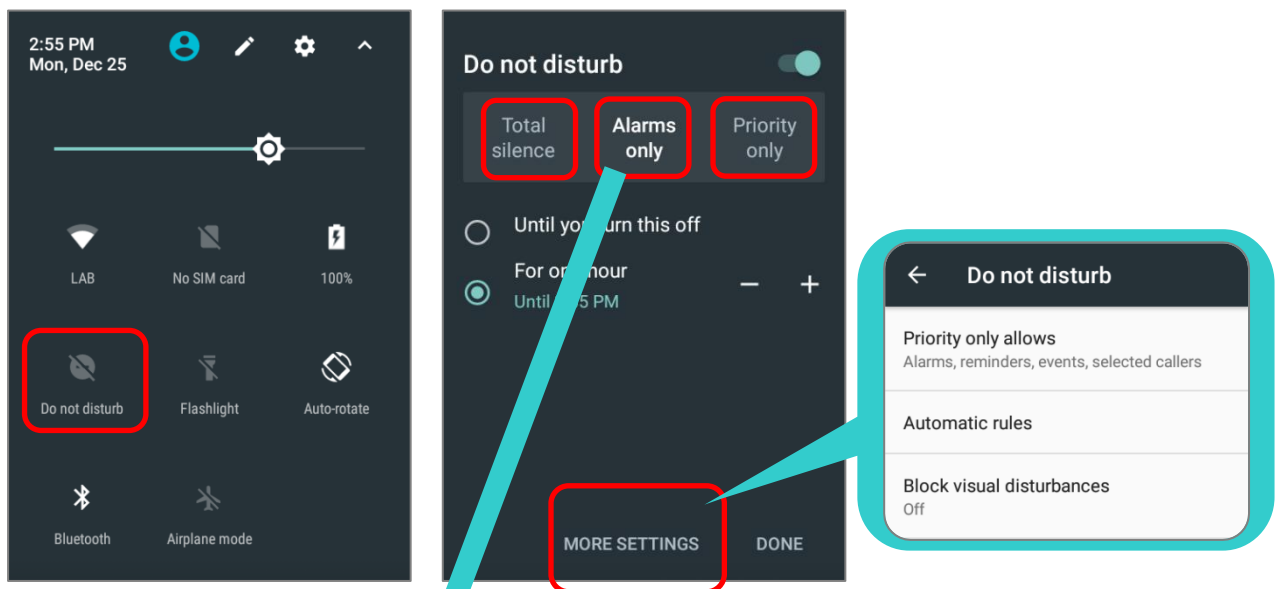 2:55 PM
Mon, Dec 25
LAB
No SIM card
100%
Do not disturb
Flashlight
Auto-rotate
Bluetooth
Airplane mode
Do not disturb
Total
silence
Alarms
only
Priority
only
Until you turn this off
For one hour
Until PM
MORE SETTINGS
DONE
Do not disturb
Priority only allows
Alarms, reminders, events, selected callers
Automatic rules
Block visual disturbances
Off